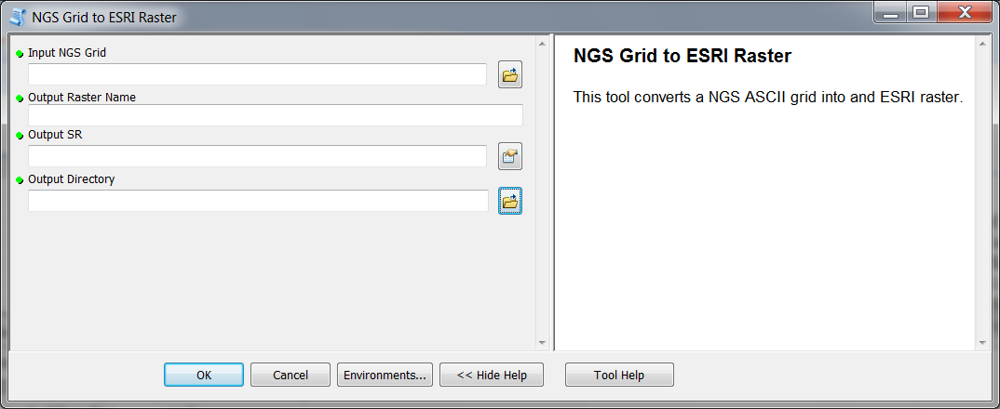 NGS Grid to ESRI Raster
Input NGS Grid
Output Raster Name
Output SR
Output Directory
NGS Grid to ESRI Raster
This tool converts a NGS ASCII grid into and ESRI raster.
OK
Cancel
Environments...
<< Hide Help
Tool Help